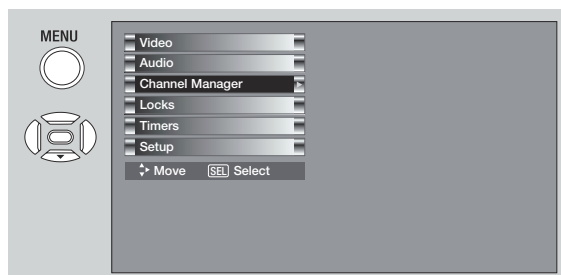 MENU
Video
Audio
Channel Manager
Locks
Timers
Setup
Move SEL Select